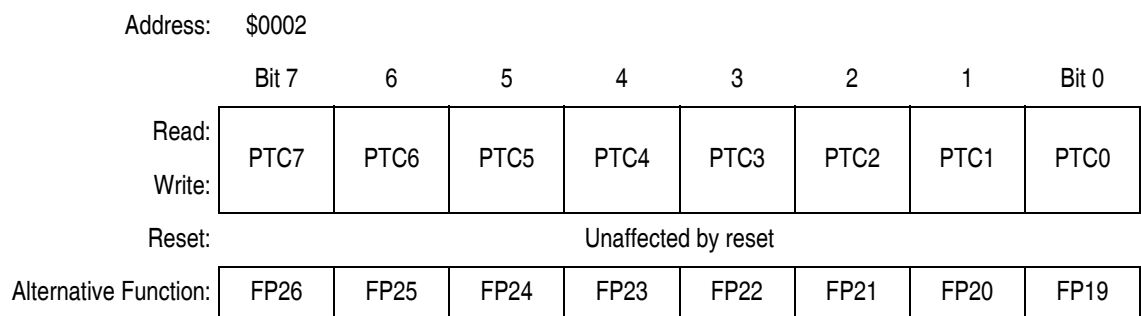 Address: $0002
Bit 7 6 5 4 3 2 1 Bit 0
Read:
PTC7 PTC6 PTC5 PTC4 PTC3 PTC2 PTC1 PTC0
Write:
Reset: Unaffected by reset
Alternative Function: FP26 FP25 FP24 FP23 FP22 FP21 FP20 FP19